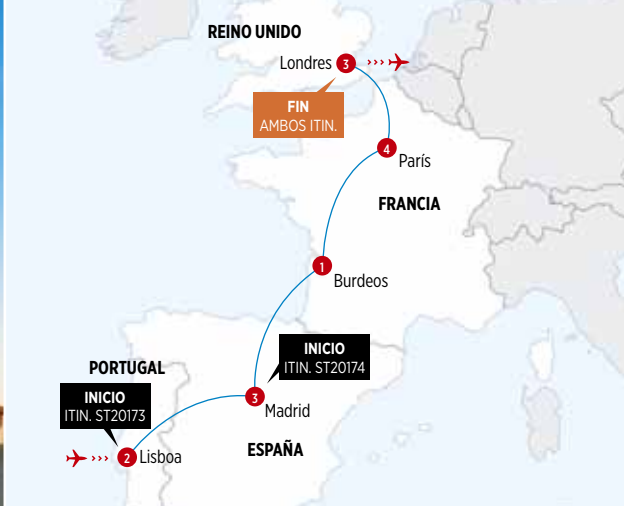 REINO UNIDO
Londres 3
FIN
AMBOS ITIN.
4
París
FRANCIA
1
Burdeos
INICIO
ITIN. ST20174
PORTUGAL
INICIO
ITIN. ST20173
3
Madrid
ESPAÑA
2 Lisboa